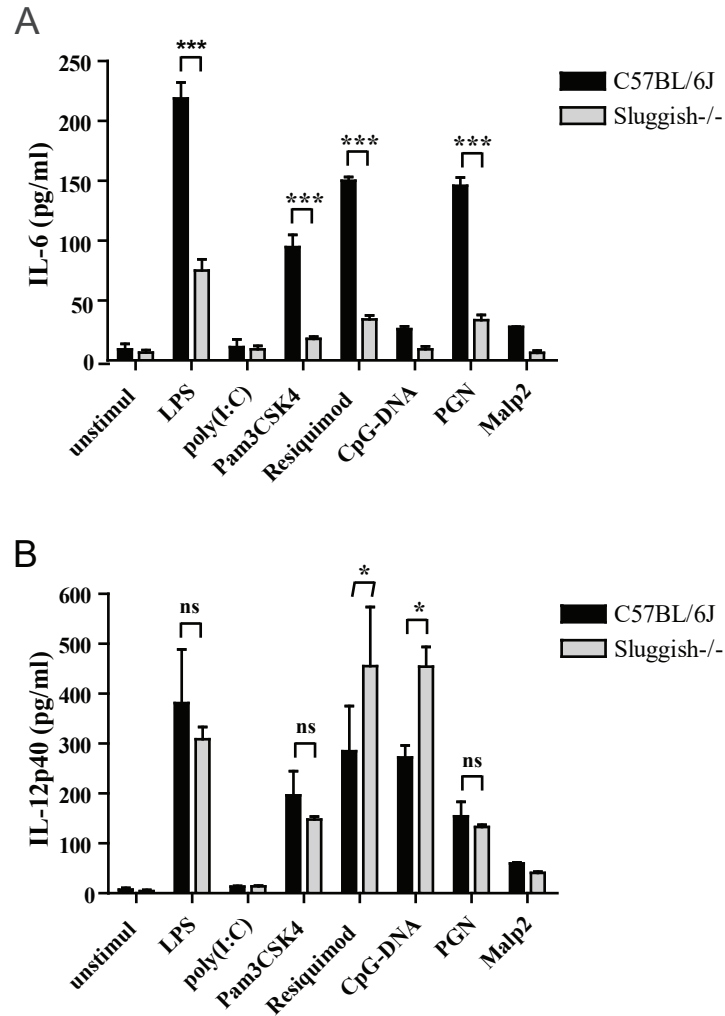 A
***
250
C57BL/6J
Sluggish-/-
200
***
***
150
***
100
50
0
IL-6 (pg/ml)
unstimul
LPS
poly(I:C)
Pam3CSK4
Resiquimod
CpG-DNA
PGN
Malp2
B
600
*
C57BL/6J
ns
*
Sluggish-/-
500
400
ns
300
ns
200
100
0
IL-12p40 (pg/ml)
unstimul
LPS
poly(I:C)
Pam3CSK4
Resiquimod
CpG-DNA
PGN
Malp2